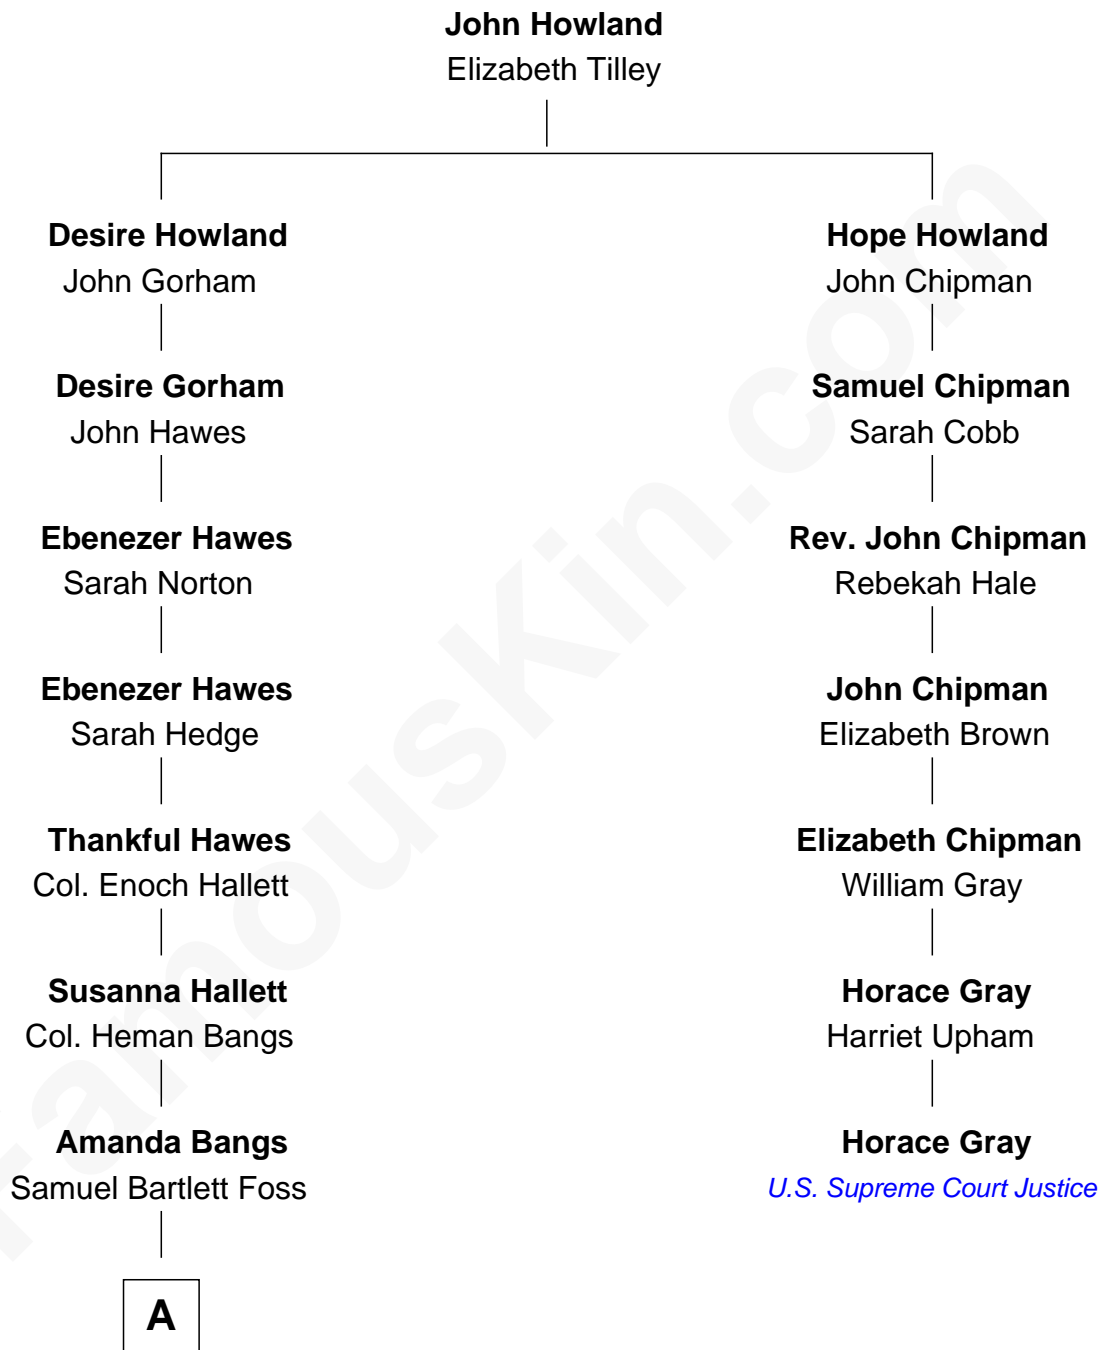 John Howland
Elizabeth Tilley
Desire Howland
John Gorham
Hope Howland
John Chipman
Desire Gorham
John Hawes
Samuel Chipman
Sarah Cobb
Ebenezer Hawes
Sarah Norton
Rev. John Chipman
Rebekah Hale
Ebenezer Hawes
Sarah Hedge
John Chipman
Elizabeth Brown
Thankful Hawes
Col. Enoch Hallett
Elizabeth Chipman
William Gray
Susanna Hallett
Col. Heman Bangs
Horace Gray
Harriet Upham
Amanda Bangs
Samuel Bartlett Foss
Horace Gray
U.S. Supreme Court Justice
A
FamousKin.com